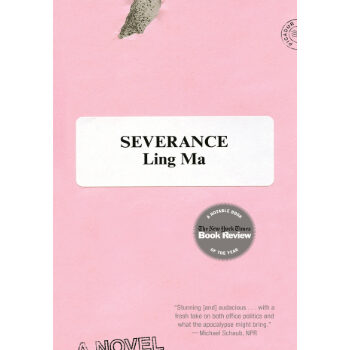 PICADOR
SEVERANCE
Ling Ma
A NOTABLE BOOK
The New York Times
Book Review
OF THE YEAR
"Stunning [and] audacious . . . with a
fresh take on both office politics and
what the apocalypse might bring."
— Michael Schaub, NPR
A NOVEL